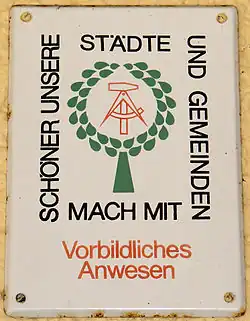 SCHÖNER UNSERE
STÄDTE
UND GEMEINDEN
MACH MIT
Vorbildliches
Anwesen